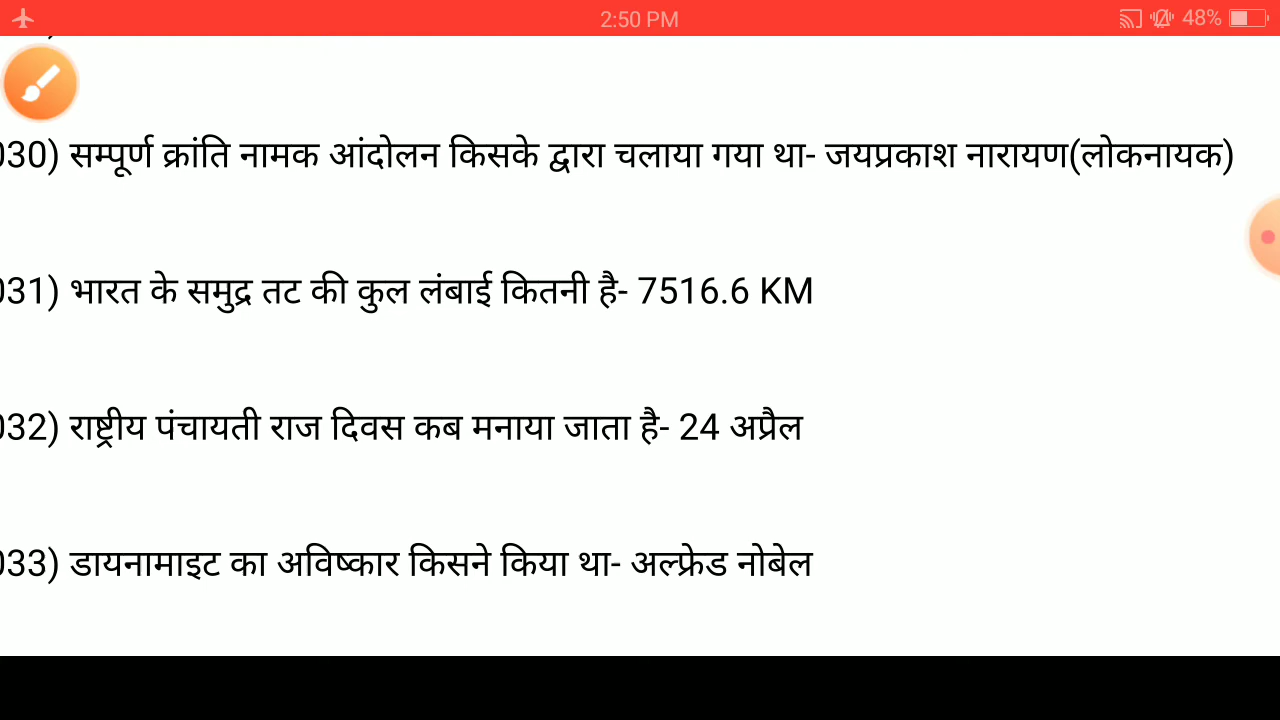 2:50 PM 48%
030) सम्पूर्ण क्रांति नामक आंदोलन किसके द्वारा चलाया गया था- जयप्रकाश नारायण(लोकनायक)
031) भारत के समुद्र तट की कुल लंबाई कितनी है- 7516.6 KM
032) राष्ट्रीय पंचायती राज दिवस कब मनाया जाता है- 24 अप्रैल
033) डायनामाइट का अविष्कार किसने किया था- अल्फ्रेड नोबेल